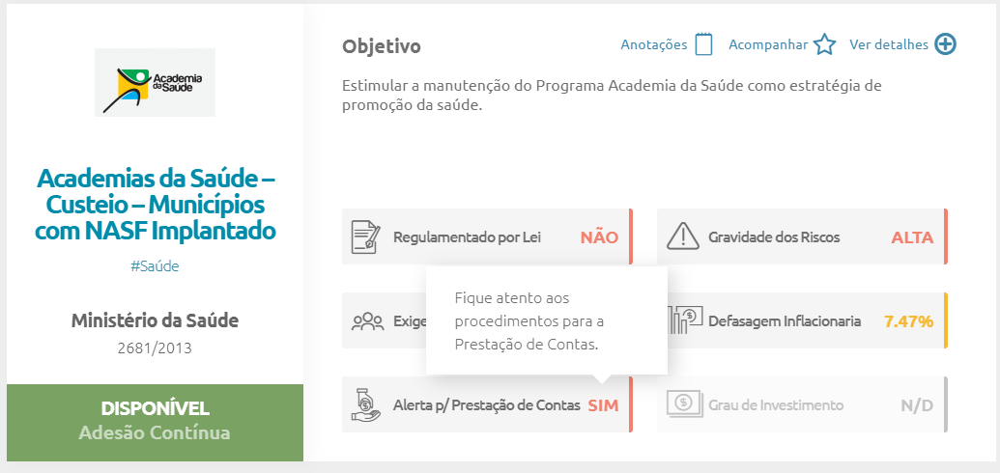 Academia
da Saúde
Academias da Saúde –
Custeio – Municípios
com NASF Implantado
#Saúde
Ministério da Saúde
2681/2013
DISPONÍVEL
Adesão Contínua
Objetivo
Anotações
Acompanhar
Ver detalhes
Estimular a manutenção do Programa Academia da Saúde como estratégia de
promoção da saúde.
Regulamentado por Lei NÃO
Gravidade dos Riscos ALTA
Fique atento aos
procedimentos para a
Prestação de Contas.
Exige
Defasagem Inflacionaria 7.47%
Alerta p/ Prestação de Contas SIM
Grau de Investimento N/D